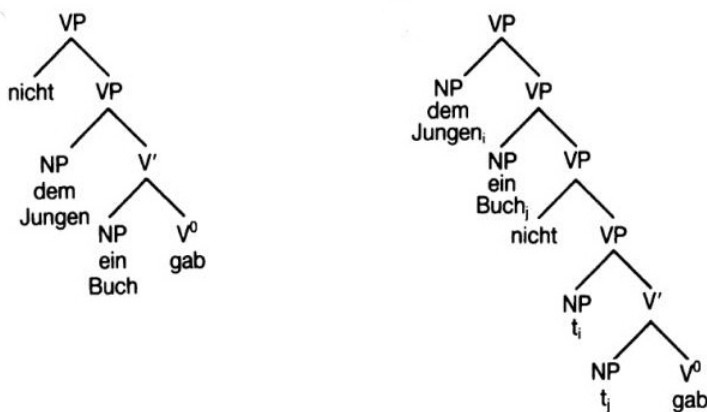 VP
nicht VP
NP V′
dem
Jungen
NP V⁰
ein gab
Buch
VP
NP VP
dem
Jungenᵢ
NP VP
ein
Buchⱼ
nicht VP
NP V′
tᵢ
NP V⁰
tⱼ gab